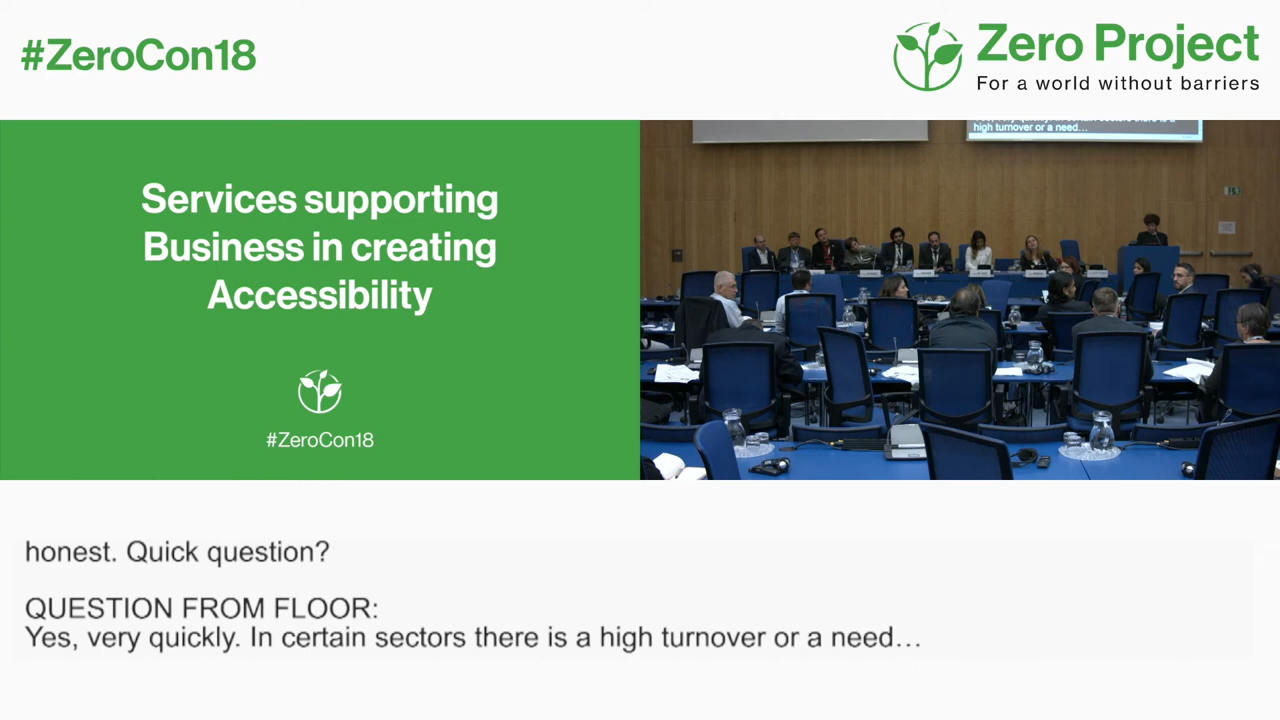 #ZeroCon18
Zero Project
For a world without barriers
Services supporting
Business in creating
Accessibility
#ZeroCon18
high turnover or a need…
honest. Quick question?
QUESTION FROM FLOOR:
Yes, very quickly. In certain sectors there is a high turnover or a need…